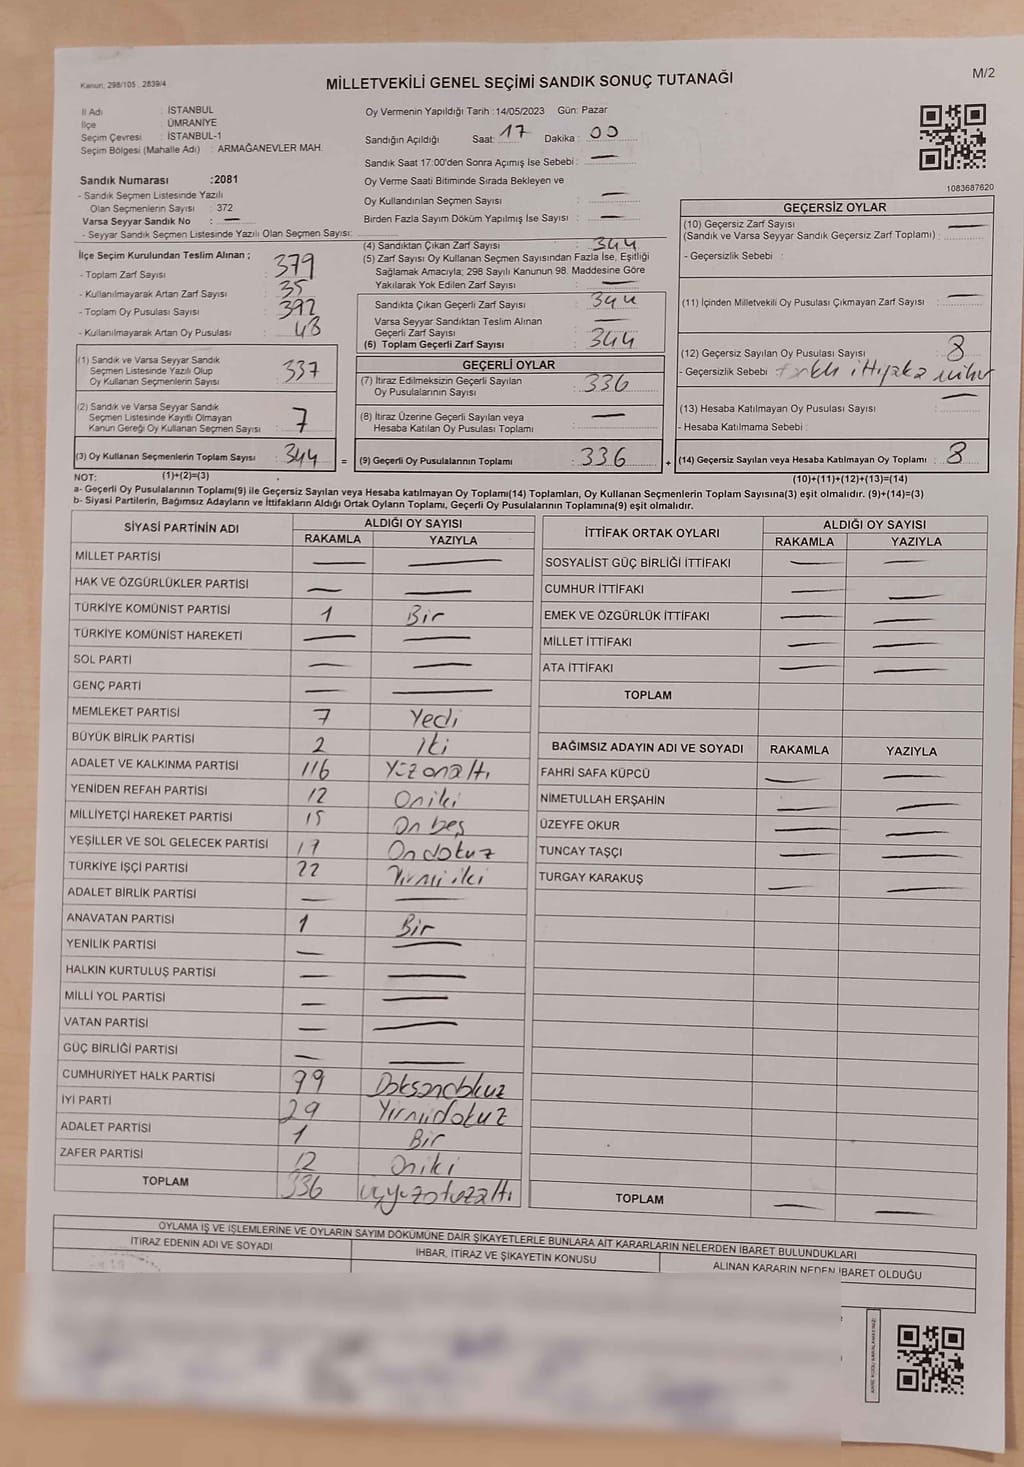 Kanun; 298/105 , 2839/4
MİLLETVEKİLİ GENEL SEÇİMİ SANDIK SONUÇ TUTANAĞI
M/2
İl Adı : İSTANBUL
İlçe : ÜMRANİYE
Seçim Çevresi : İSTANBUL-1
Seçim Bölgesi (Mahalle Adı) : ARMAĞANEVLER MAH.
Sandık Numarası :2081
- Sandık Seçmen Listesinde Yazılı
Olan Seçmenlerin Sayısı : 372
Varsa Seyyar Sandık No : —
- Seyyar Sandık Seçmen Listesinde Yazılı Olan Seçmen Sayısı:
Oy Vermenin Yapıldığı Tarih :14/05/2023 Gün: Pazar
Sandığın Açıldığı Saat: 17 Dakika : 00
Sandık Saat 17:00'den Sonra Açımış İse Sebebi : —
Oy Verme Saati Bitiminde Sırada Bekleyen ve
Oy Kullandırılan Seçmen Sayısı : —
Birden Fazla Sayım Döküm Yapılmış İse Sayısı : —
1083687620
İlçe Seçim Kurulundan Teslim Alınan ;
- Toplam Zarf Sayısı : 379
- Kullanılmayarak Artan Zarf Sayısı : 35
- Toplam Oy Pusulası Sayısı : 392
- Kullanılmayarak Artan Oy Pusulası : 48
(4) Sandıktan Çıkan Zarf Sayısı : 344
(5) Zarf Sayısı Oy Kullanan Seçmen Sayısından Fazla İse, Eşitliği
Sağlamak Amacıyla; 298 Sayılı Kanunun 98. Maddesine Göre
Yakılarak Yok Edilen Zarf Sayısı : —
Sandıkta Çıkan Geçerli Zarf Sayısı : 344
Varsa Seyyar Sandıktan Teslim Alınan
Geçerli Zarf Sayısı : —
(6) Toplam Geçerli Zarf Sayısı : 344
GEÇERSİZ OYLAR
(10) Geçersiz Zarf Sayısı
(Sandık ve Varsa Seyyar Sandık Geçersiz Zarf Toplamı) : —
- Geçersizlik Sebebi :
(11) İçinden Milletvekili Oy Pusulası Çıkmayan Zarf Sayısı : —
(12) Geçersiz Sayılan Oy Pusulası Sayısı : 8
- Geçersizlik Sebebi : farklı ittifaka mühür
(13) Hesaba Katılmayan Oy Pusulası Sayısı : —
- Hesaba Katılmama Sebebi :
(14) Geçersiz Sayılan veya Hesaba Katılmayan Oy Toplamı : 8
(10)+(11)+(12)+(13)=(14)
(1) Sandık ve Varsa Seyyar Sandık
Seçmen Listesinde Yazılı Olup
Oy Kullanan Seçmenlerin Sayısı : 337
(2) Sandık ve Varsa Seyyar Sandık
Seçmen Listesinde Kayıtlı Olmayan
Kanun Gereği Oy Kullanan Seçmen Sayısı : 7
(3) Oy Kullanan Seçmenlerin Toplam Sayısı : 344 =
GEÇERLİ OYLAR
(7) İtiraz Edilmeksizin Geçerli Sayılan
Oy Pusulalarının Sayısı : 336
(8) İtiraz Üzerine Geçerli Sayılan veya
Hesaba Katılan Oy Pusulası Toplamı : —
(9) Geçerli Oy Pusulalarının Toplamı : 336 +
NOT: (1)+(2)=(3)
a- Geçerli Oy Pusulalarının Toplamı(9) ile Geçersiz Sayılan veya Hesaba katılmayan Oy Toplamı(14) Toplamları, Oy Kullanan Seçmenlerin Toplam Sayısına(3) eşit olmalıdır. (9)+(14)=(3)
b- Siyasi Partilerin, Bağımsız Adayların ve İttifakların Aldığı Ortak Oyların Toplamı, Geçerli Oy Pusulalarının Toplamına(9) eşit olmalıdır.
SİYASİ PARTİNİN ADI ALDIĞI OY SAYISI
RAKAMLA YAZIYLA
MİLLET PARTİSİ — —
HAK VE ÖZGÜRLÜKLER PARTİSİ — —
TÜRKİYE KOMÜNİST PARTİSİ 1 Bir
TÜRKİYE KOMÜNİST HAREKETİ — —
SOL PARTİ — —
GENÇ PARTİ — —
MEMLEKET PARTİSİ 7 Yedi
BÜYÜK BİRLİK PARTİSİ 2 iki
ADALET VE KALKINMA PARTİSİ 116 Yüzonaltı
YENİDEN REFAH PARTİSİ 12 Oniki
MİLLİYETÇİ HAREKET PARTİSİ 15 On beş
YEŞİLLER VE SOL GELECEK PARTİSİ 19 Ondokuz
TÜRKİYE İŞÇİ PARTİSİ 22 Yirmiiki
ADALET BİRLİK PARTİSİ — —
ANAVATAN PARTİSİ 1 Bir
YENİLİK PARTİSİ — —
HALKIN KURTULUŞ PARTİSİ — —
MİLLİ YOL PARTİSİ — —
VATAN PARTİSİ — —
GÜÇ BİRLİĞİ PARTİSİ — —
CUMHURİYET HALK PARTİSİ 99 Doksandokuz
İYİ PARTİ 29 Yirmidokuz
ADALET PARTİSİ 1 Bir
ZAFER PARTİSİ 12 Oniki
TOPLAM 336 üçyüzotuzaltı
İTTİFAK ORTAK OYLARI ALDIĞI OY SAYISI
RAKAMLA YAZIYLA
SOSYALİST GÜÇ BİRLİĞİ İTTİFAKI — —
CUMHUR İTTİFAKI — —
EMEK VE ÖZGÜRLÜK İTTİFAKI — —
MİLLET İTTİFAKI — —
ATA İTTİFAKI — —
TOPLAM
BAĞIMSIZ ADAYIN ADI VE SOYADI RAKAMLA YAZIYLA
FAHRİ SAFA KÜPCÜ — —
NİMETULLAH ERŞAHİN — —
ÜZEYFE OKUR — —
TUNCAY TAŞÇI — —
TURGAY KARAKUŞ — —
TOPLAM — —
OYLAMA İŞ VE İŞLEMLERİNE VE OYLARIN SAYIM DÖKÜMÜNE DAİR ŞİKAYETLERLE BUNLARA AİT KARARLARIN NELERDEN İBARET BULUNDUKLARI
İTİRAZ EDENİN ADI VE SOYADI İHBAR, İTİRAZ VE ŞİKAYETİN KONUSU ALINAN KARARIN NEDEN İBARET OLDUĞU